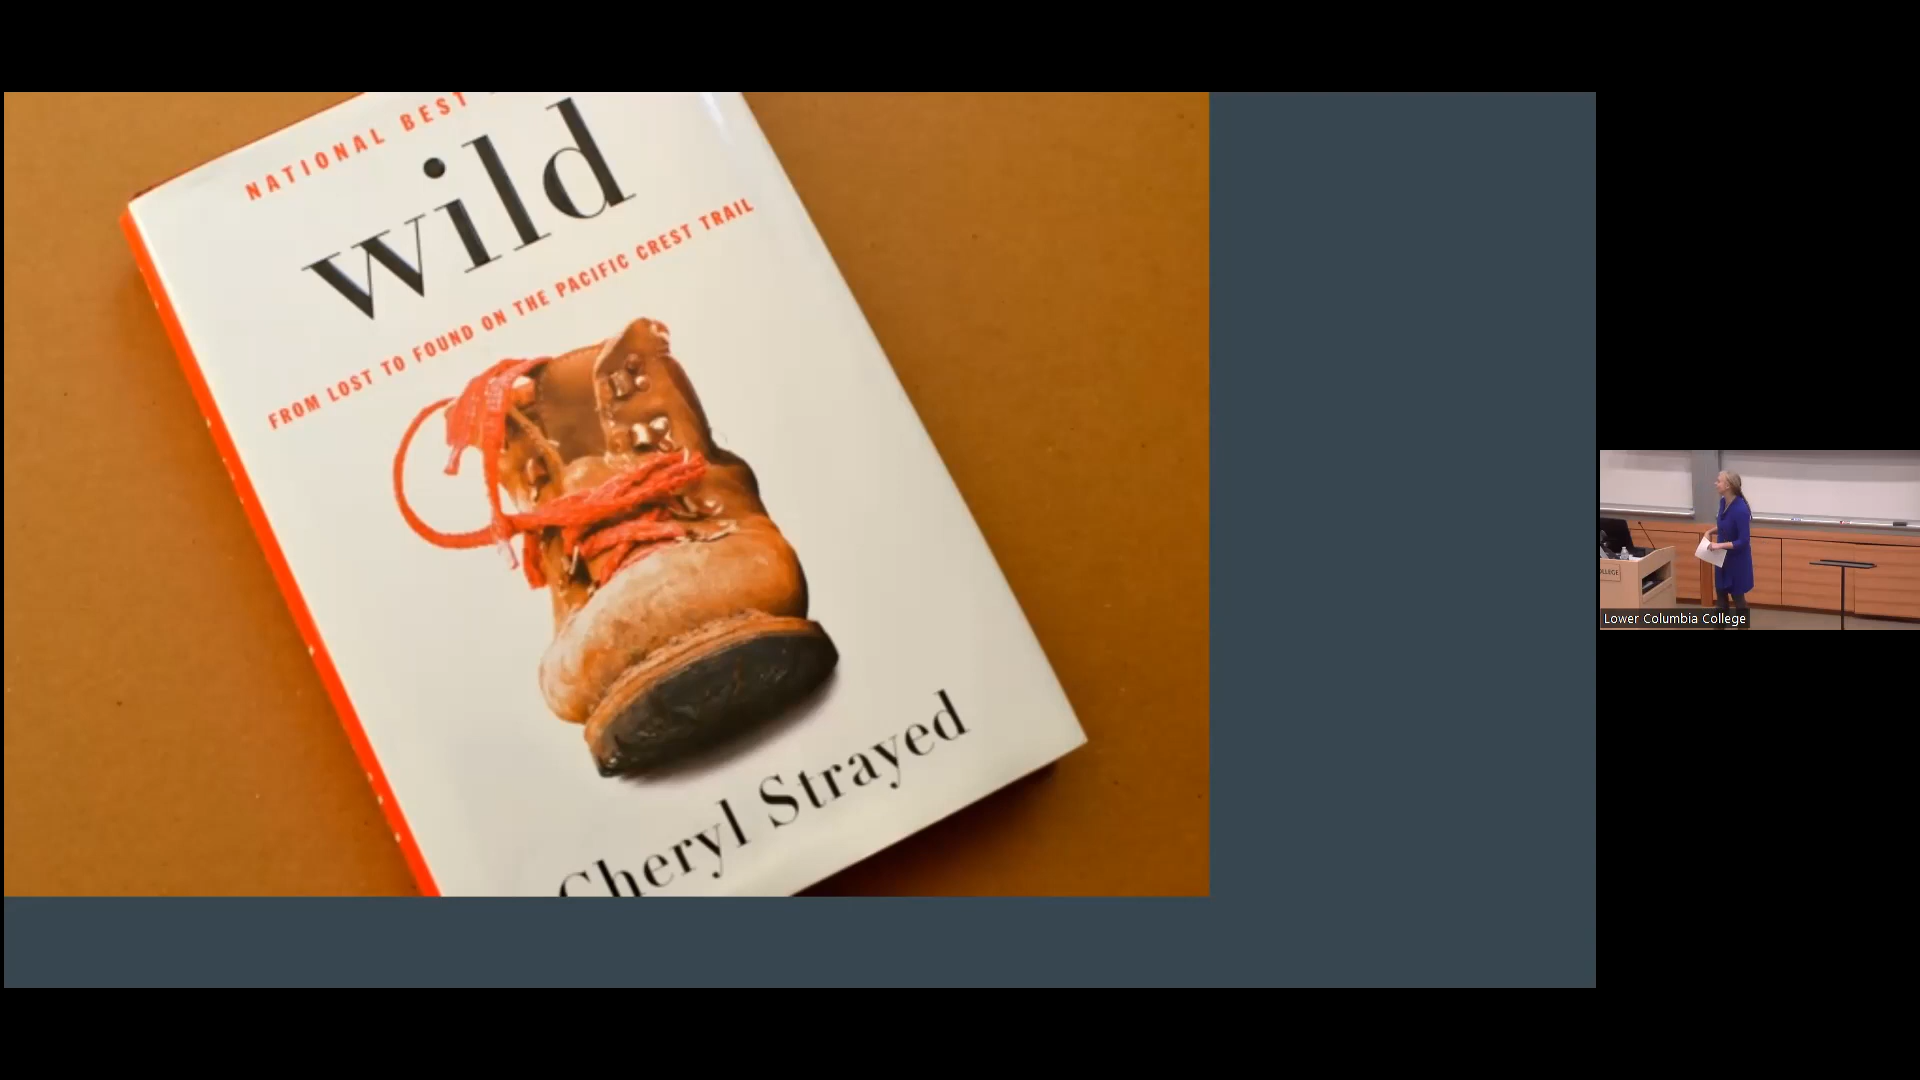 NATIONAL BEST
wild
FROM LOST TO FOUND ON THE PACIFIC CREST TRAIL
Cheryl Strayed
Lower Columbia College